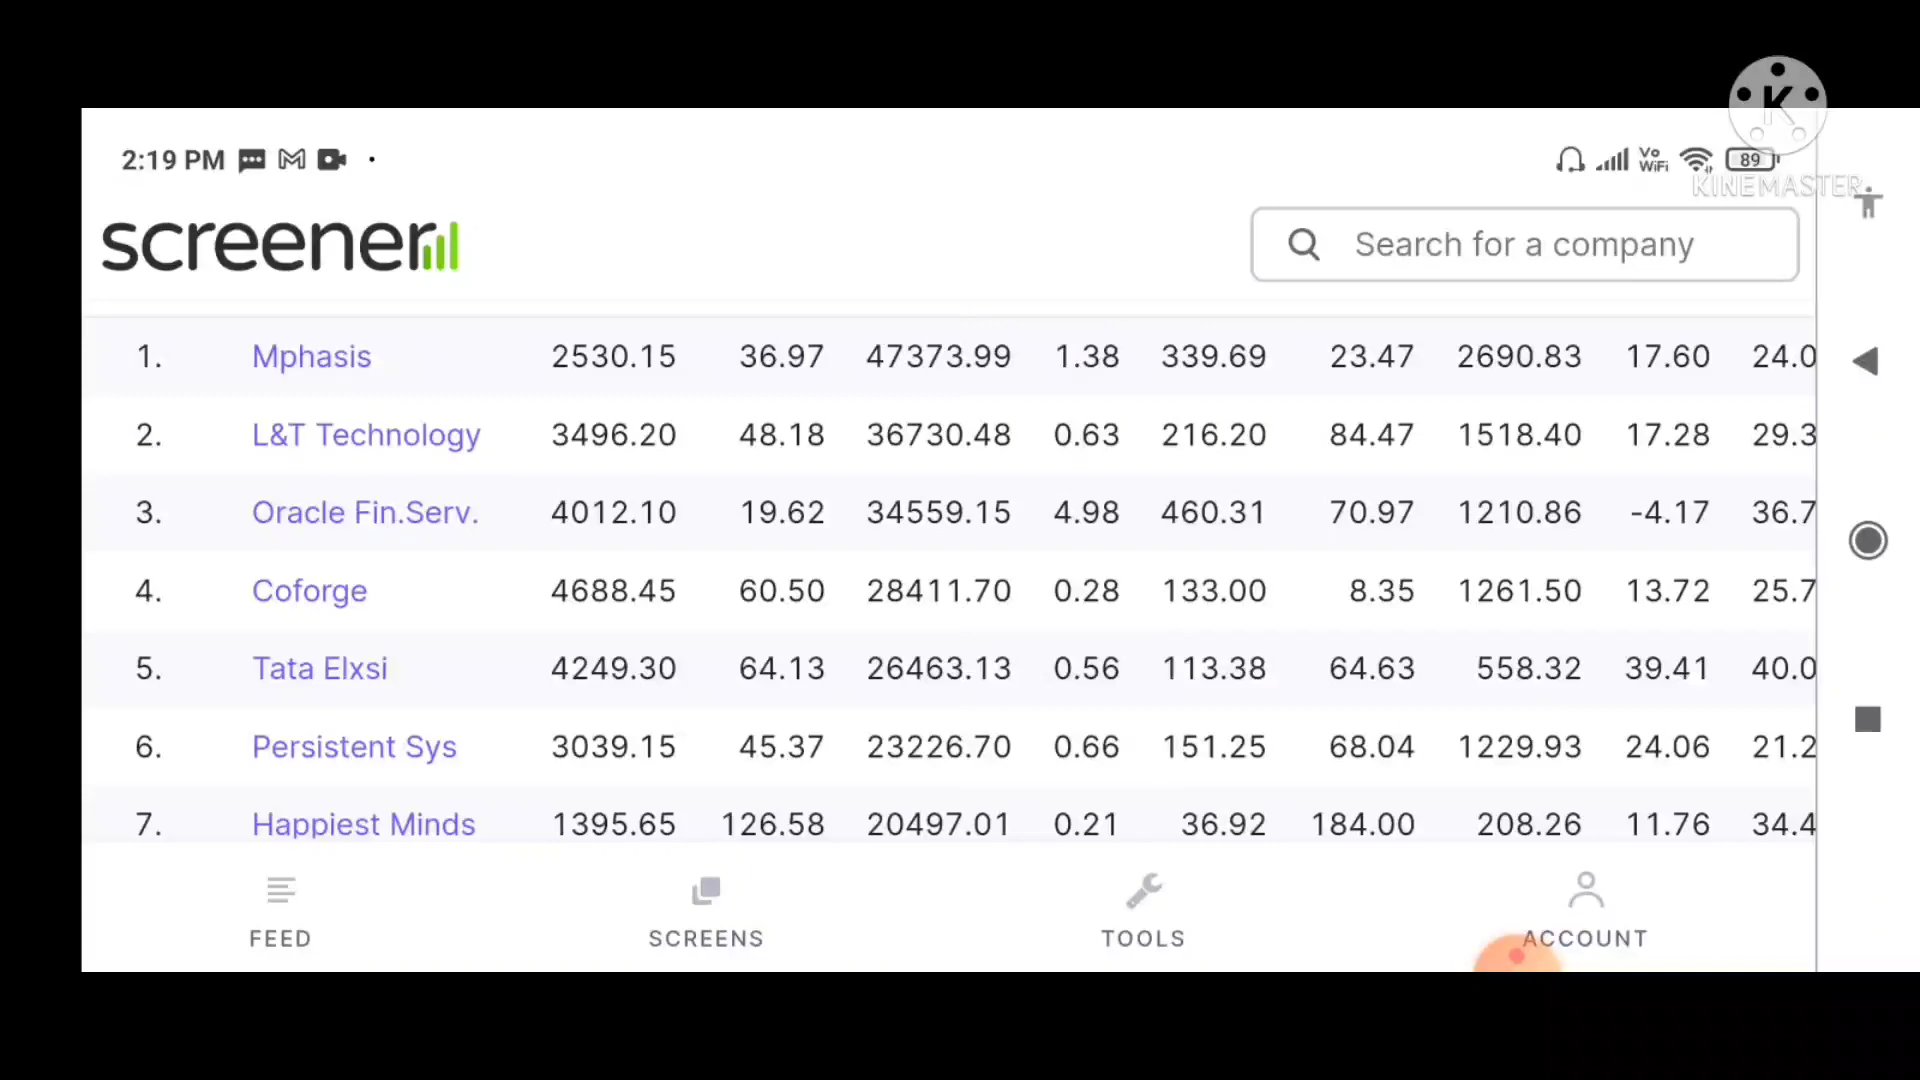 2:19 PM
Vo WiFi 89
KINEMASTER
screener
Search for a company
1. Mphasis 2530.15 36.97 47373.99 1.38 339.69 23.47 2690.83 17.60 24.0
2. L&T Technology 3496.20 48.18 36730.48 0.63 216.20 84.47 1518.40 17.28 29.3
3. Oracle Fin.Serv. 4012.10 19.62 34559.15 4.98 460.31 70.97 1210.86 -4.17 36.7
4. Coforge 4688.45 60.50 28411.70 0.28 133.00 8.35 1261.50 13.72 25.7
5. Tata Elxsi 4249.30 64.13 26463.13 0.56 113.38 64.63 558.32 39.41 40.0
6. Persistent Sys 3039.15 45.37 23226.70 0.66 151.25 68.04 1229.93 24.06 21.2
7. Happiest Minds 1395.65 126.58 20497.01 0.21 36.92 184.00 208.26 11.76 34.4
FEED SCREENS TOOLS ACCOUNT